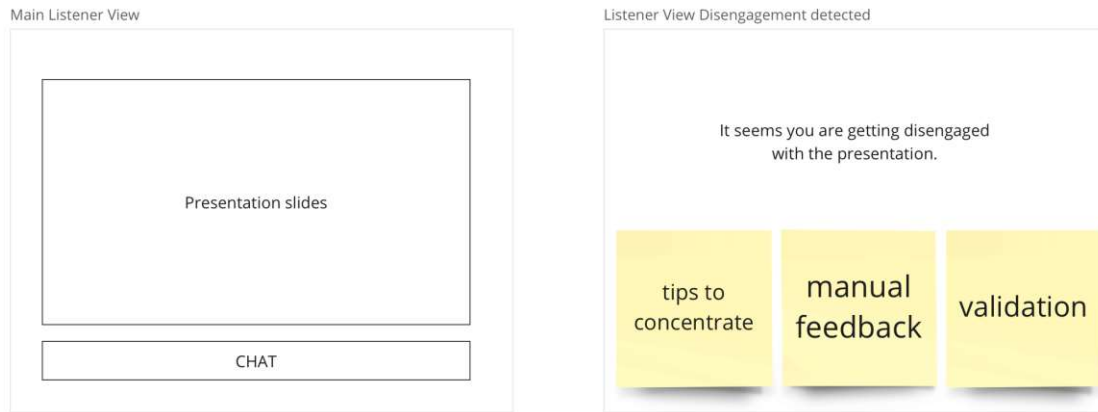 Main Listener View
Presentation slides
CHAT
Listener View Disengagement detected
It seems you are getting disengaged
with the presentation.
tips to
concentrate
manual
feedback
validation